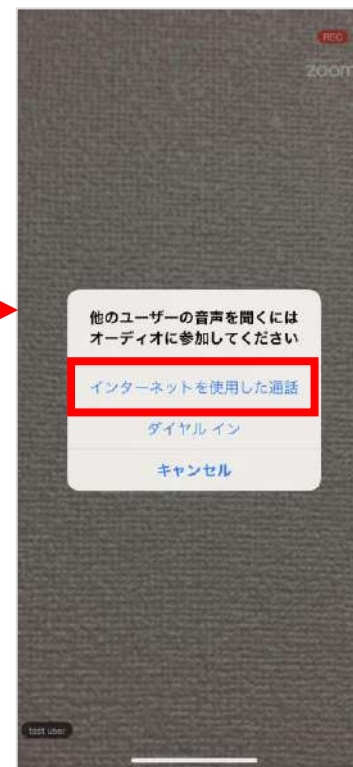 REC
zoom
他のユーザーの音声を聞くには
オーディオに参加してください
インターネットを使用した通話
ダイヤル イン
キャンセル
test user